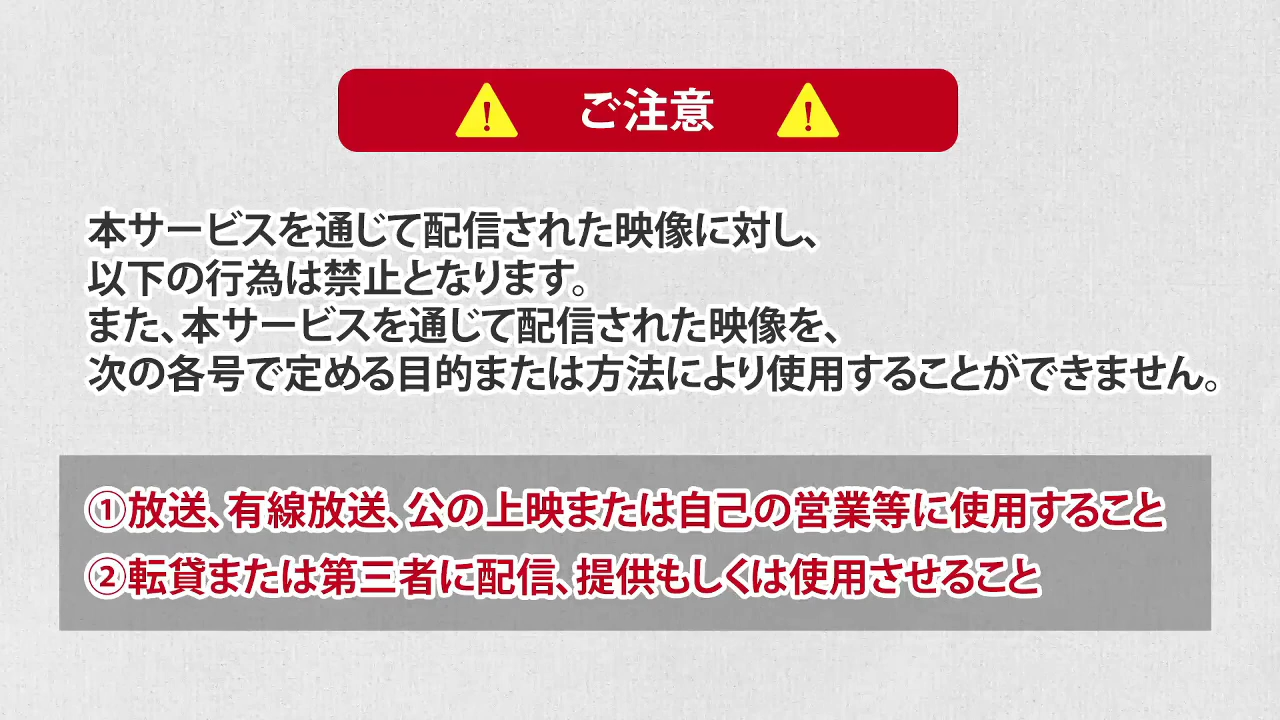 ご注意
本サービスを通じて配信された映像に対し、
以下の行為は禁止となります。
また、本サービスを通じて配信された映像を、
次の各号で定める目的または方法により使用することができません。
①放送、有線放送、公の上映または自己の営業等に使用すること
②転貸または第三者に配信、提供もしくは使用させること